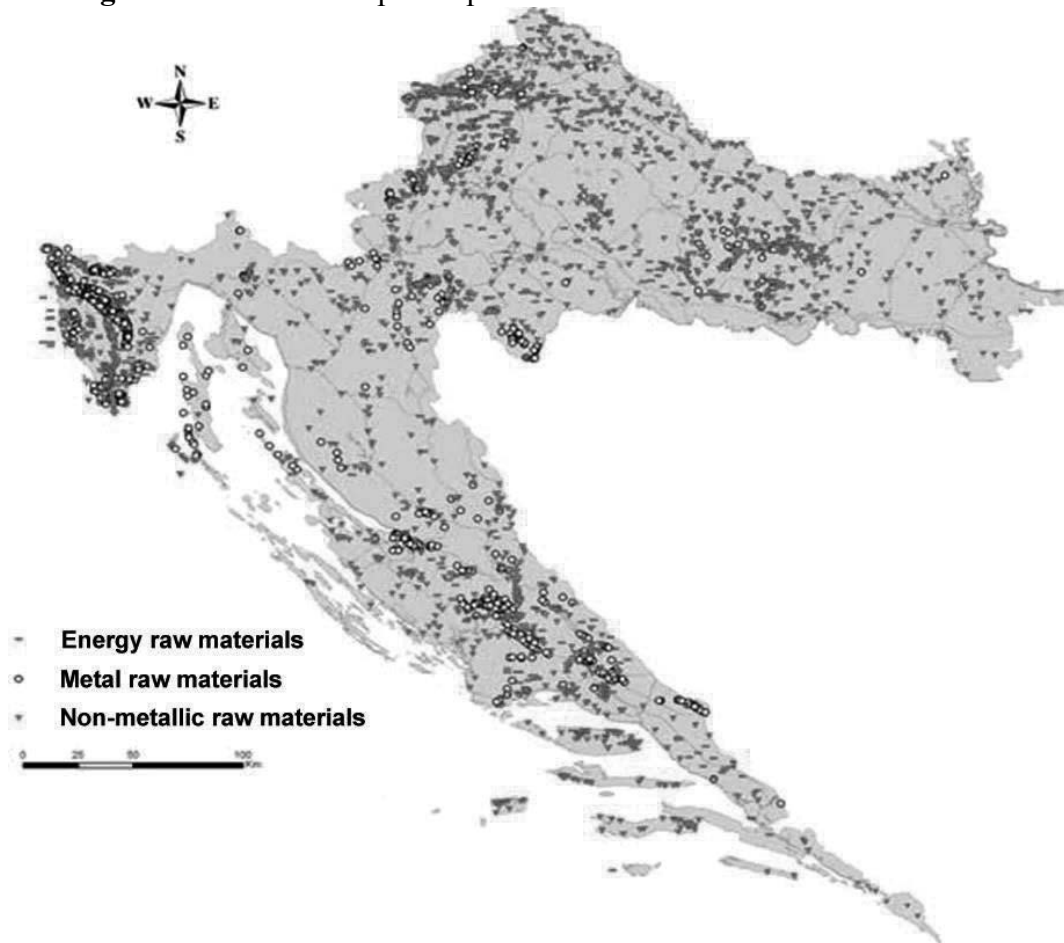 N
W E
S
Energy raw materials
Metal raw materials
Non-metallic raw materials
0 25 50 100
Km